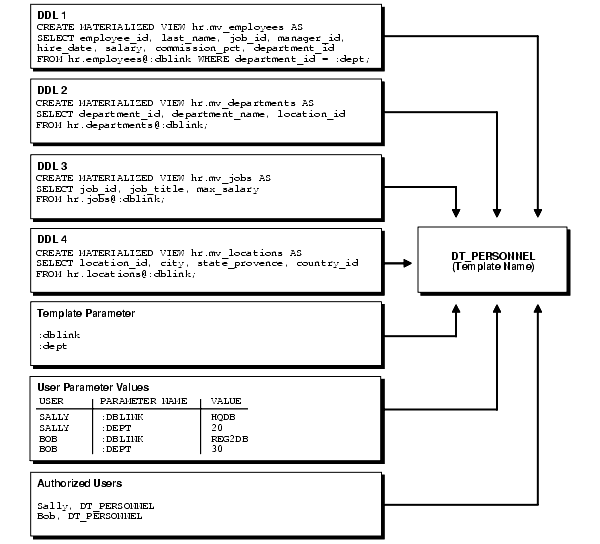 DDL 1
CREATE MATERIALIZED VIEW hr.mv_employees AS
SELECT employee_id, last_name, job_id, manager_id,
hire_date, salary, commission_pct, department_id
FROM hr.employees@:dblink WHERE department_id = :dept;
DDL 2
CREATE MATERIALIZED VIEW hr.mv_departments AS
SELECT department_id, department_name, location_id
FROM hr.departments@:dblink;
DDL 3
CREATE MATERIALIZED VIEW hr.mv_jobs AS
SELECT job_id, job_title, max_salary
FROM hr.jobs@:dblink;
DDL 4
CREATE MATERIALIZED VIEW hr.mv_locations AS
SELECT location_id, city, state_provence, country_id
FROM hr.locations@:dblink;
DT_PERSONNEL
(Template Name)
Template Parameter
:dblink
:dept
User Parameter Values
USER PARAMETER NAME VALUE
SALLY :DBLINK HQDB
SALLY :DEPT 20
BOB :DBLINK REG2DB
BOB :DEPT 30
Authorized Users
Sally, DT_PERSONNEL
Bob, DT_PERSONNEL